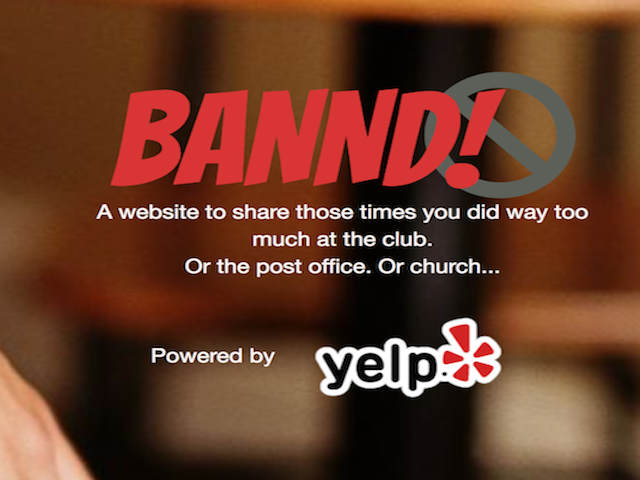 BANND!
A website to share those times you did way too
much at the club.
Or the post office. Or church...
Powered by yelp